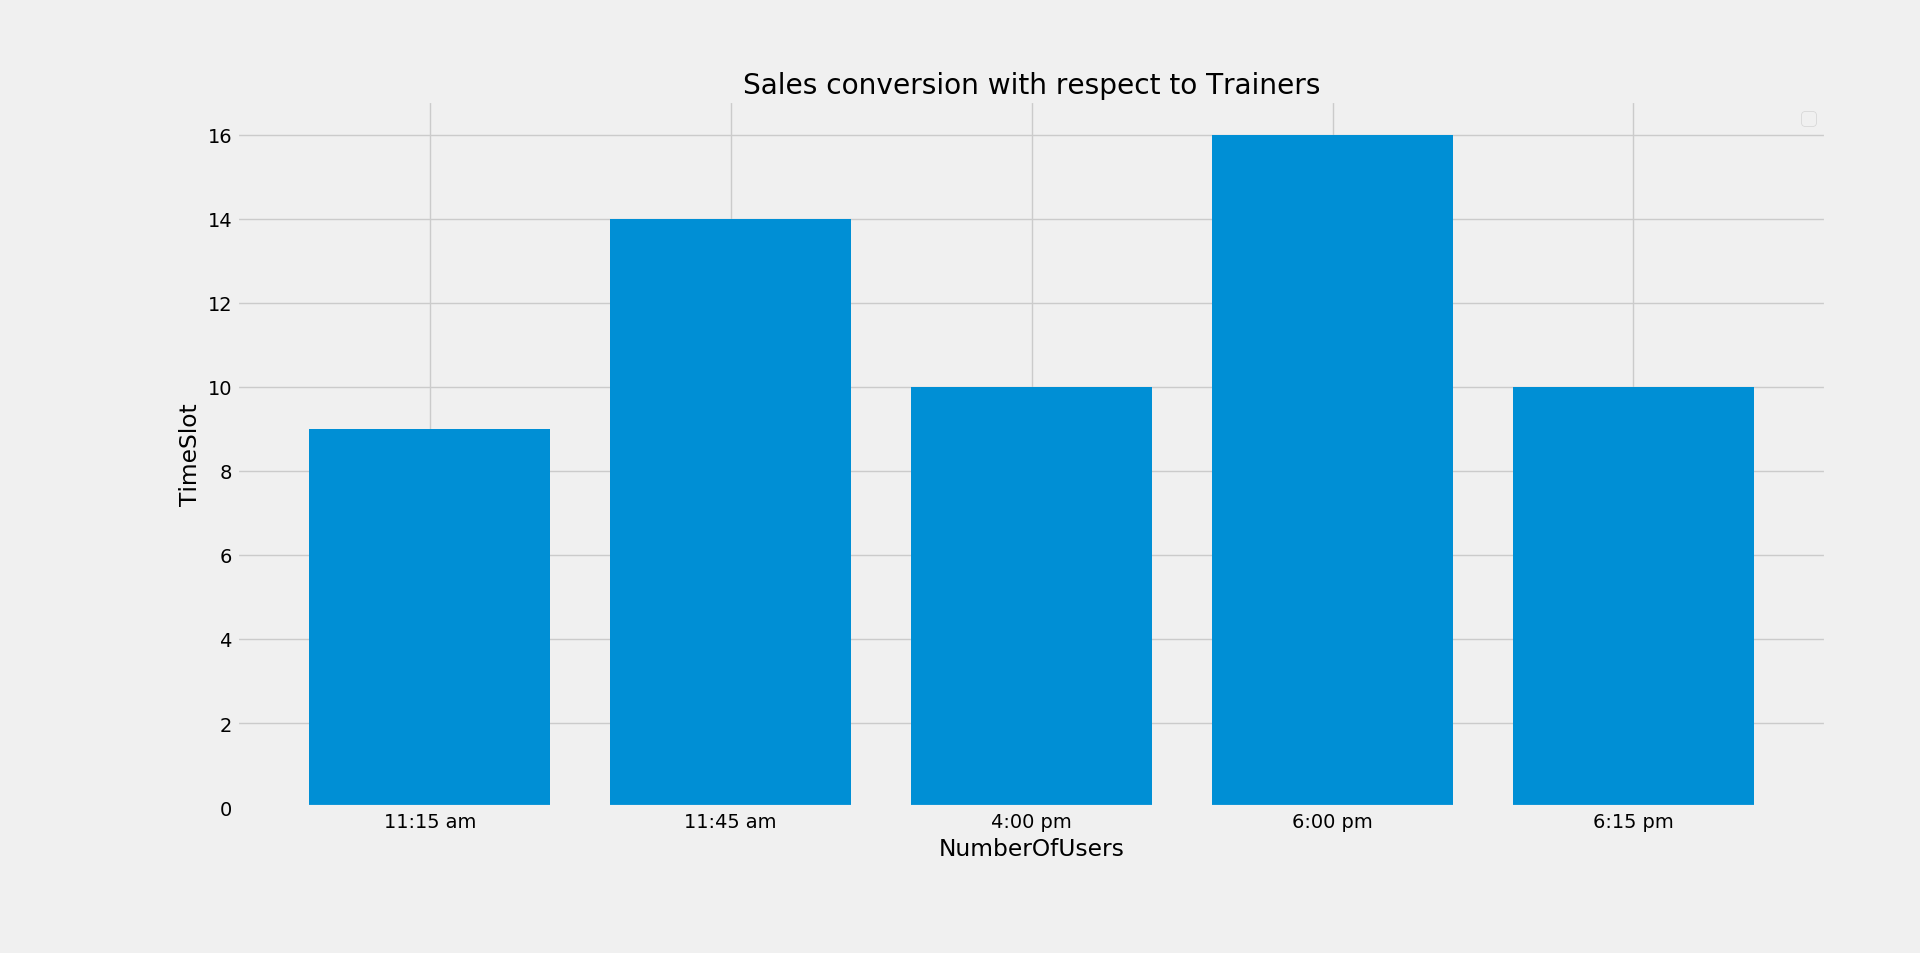 Sales conversion with respect to Trainers
16
14
12
10
8
6
4
2
0
TimeSlot
11:15 am 11:45 am 4:00 pm 6:00 pm 6:15 pm
NumberOfUsers